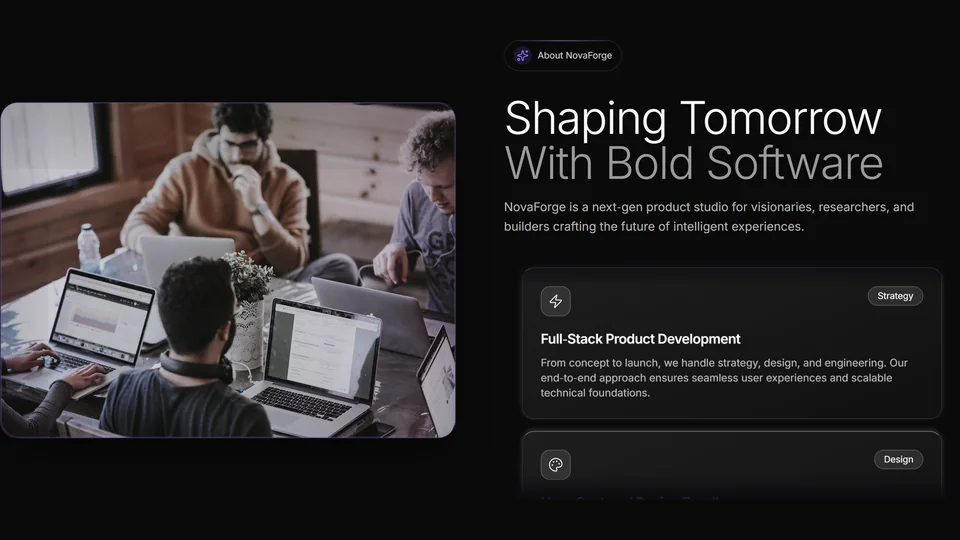 About NovaForge
Shaping Tomorrow
With Bold Software
NovaForge is a next-gen product studio for visionaries, researchers, and
builders crafting the future of intelligent experiences.
Strategy
Full-Stack Product Development
From concept to launch, we handle strategy, design, and engineering. Our
end-to-end approach ensures seamless user experiences and scalable
technical foundations.
Design